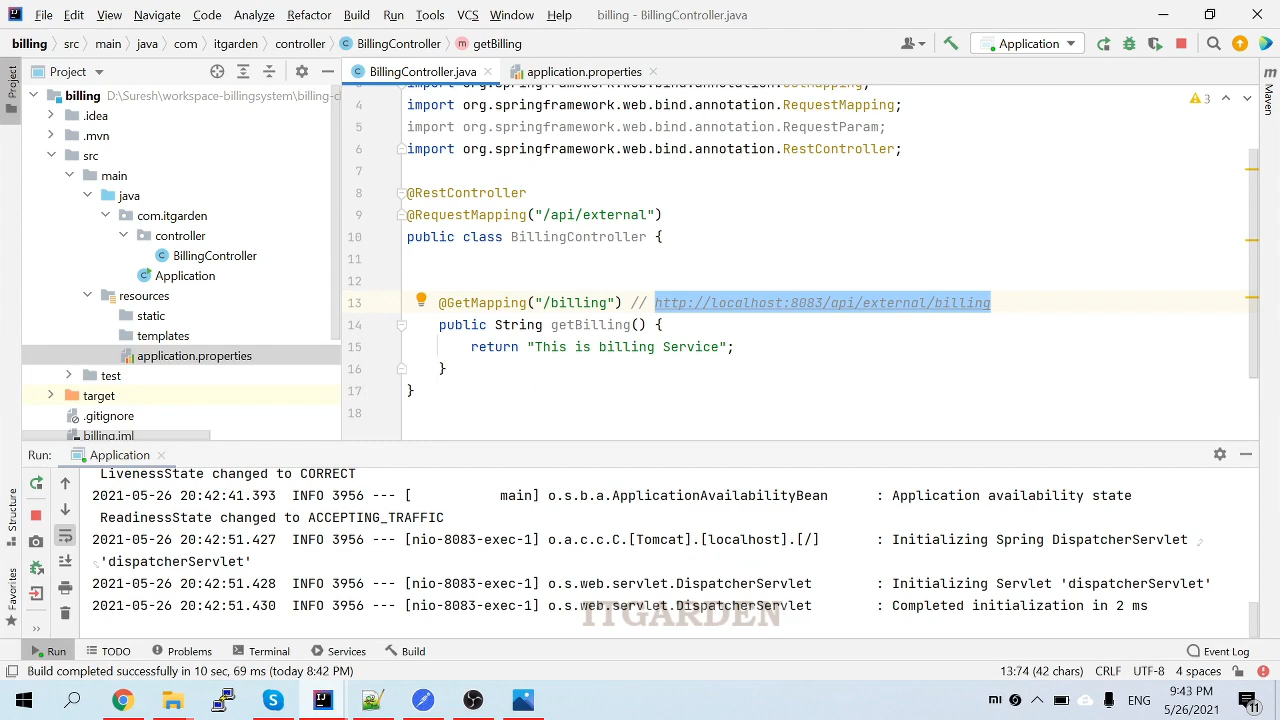 File Edit View Navigate Code Analyze Refactor Build Run Tools VCS Window Help billing - BillingController.java
billing src main java com itgarden controller BillingController getBilling Application
Project BillingController.java application.properties
Project
Maven
billing D:\Suresh\workspace-billingsystem\billing-cl
.idea
.mvn
src
main
java
com.itgarden
controller
BillingController
Application
resources
static
templates
application.properties
test
target
.gitignore
billing.iml
4 import org.springframework.web.bind.annotation.RequestMapping;
5 import org.springframework.web.bind.annotation.RequestParam;
6 import org.springframework.web.bind.annotation.RestController;
7
8 @RestController
9 @RequestMapping("/api/external")
10 public class BillingController {
11
12
13 @GetMapping("/billing") // http://localhost:8083/api/external/billing
14 public String getBilling() {
15 return "This is billing Service";
16 }
17 }
18
3
Run: Application
LivenessState changed to CORRECT
2021-05-26 20:42:41.393 INFO 3956 --- [ main] o.s.b.a.ApplicationAvailabilityBean : Application availability state
ReadinessState changed to ACCEPTING_TRAFFIC
2021-05-26 20:42:51.427 INFO 3956 --- [nio-8083-exec-1] o.a.c.c.C.[Tomcat].[localhost].[/] : Initializing Spring DispatcherServlet
'dispatcherServlet'
2021-05-26 20:42:51.428 INFO 3956 --- [nio-8083-exec-1] o.s.web.servlet.DispatcherServlet : Initializing Servlet 'dispatcherServlet'
2021-05-26 20:42:51.430 INFO 3956 --- [nio-8083-exec-1] o.s.web.servlet.DispatcherServlet : Completed initialization in 2 ms
ITGARDEN
Structure
Favorites
Run TODO Problems Terminal Services Build Event Log
Build completed successfully in 10 sec, 69 ms (today 8:42 PM) 13:74 (42 chars) CRLF UTF-8 4 spaces
ENG 9:43 PM
5/26/2021
11